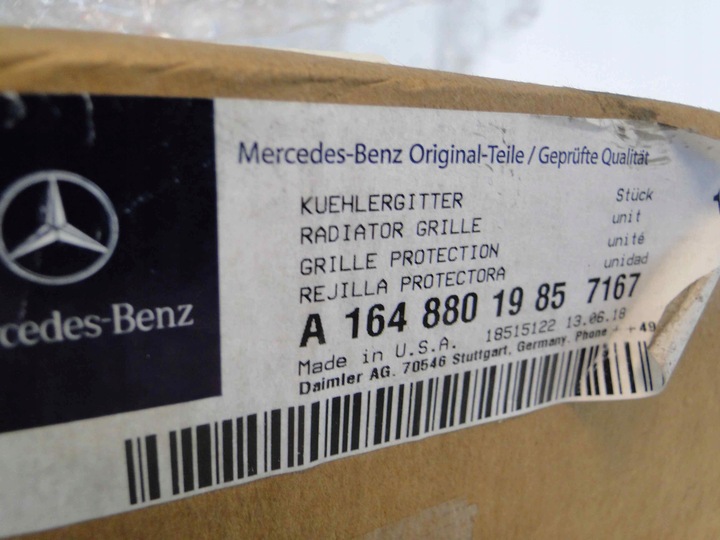 Mercedes-Benz Original-Teile / Geprüfte Qualität
KUEHLERGITTER Stück
RADIATOR GRILLE unit
GRILLE PROTECTION unité
REJILLA PROTECTORA unidad
A 164 880 19 85 7167
Made in U.S.A. 18515122 13.06.18
Daimler AG. 70546 Stuttgart, Germany. Phone + +49
cedes-Benz